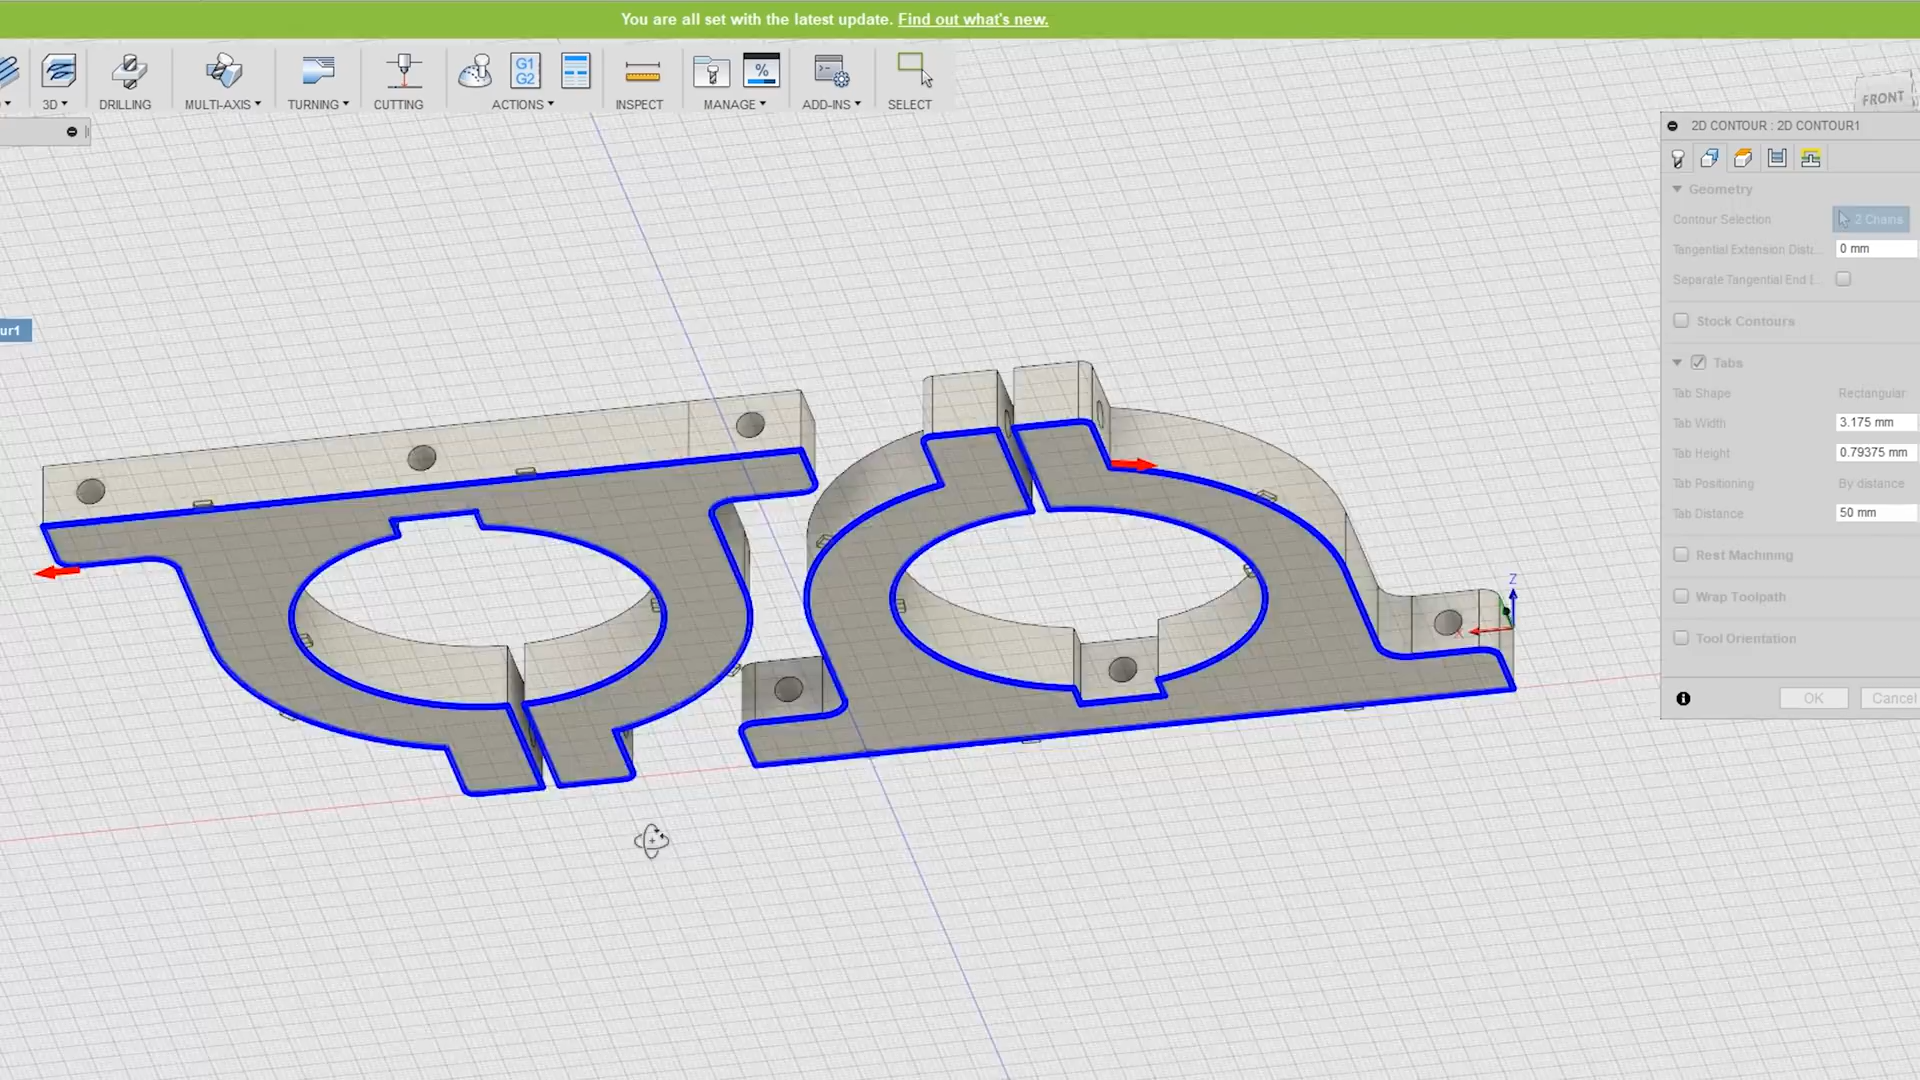 You are all set with the latest update. Find out what's new.
3D
DRILLING
MULTI-AXIS
TURNING
CUTTING
G1
G2
ACTIONS
INSPECT
%
MANAGE
ADD-INS
SELECT
FRONT
2D CONTOUR : 2D CONTOUR1
Geometry
Contour Selection 2 Chains
Tangential Extension Dist... 0 mm
Separate Tangential End E...
ur1
Stock Contours
Tabs
Tab Shape Rectangular
Tab Width 3.175 mm
Tab Height 0.79375 mm
Tab Positioning By distance
Tab Distance 50 mm
Rest Machining
Wrap Toolpath
Tool Orientation
Z
X
OK Cancel